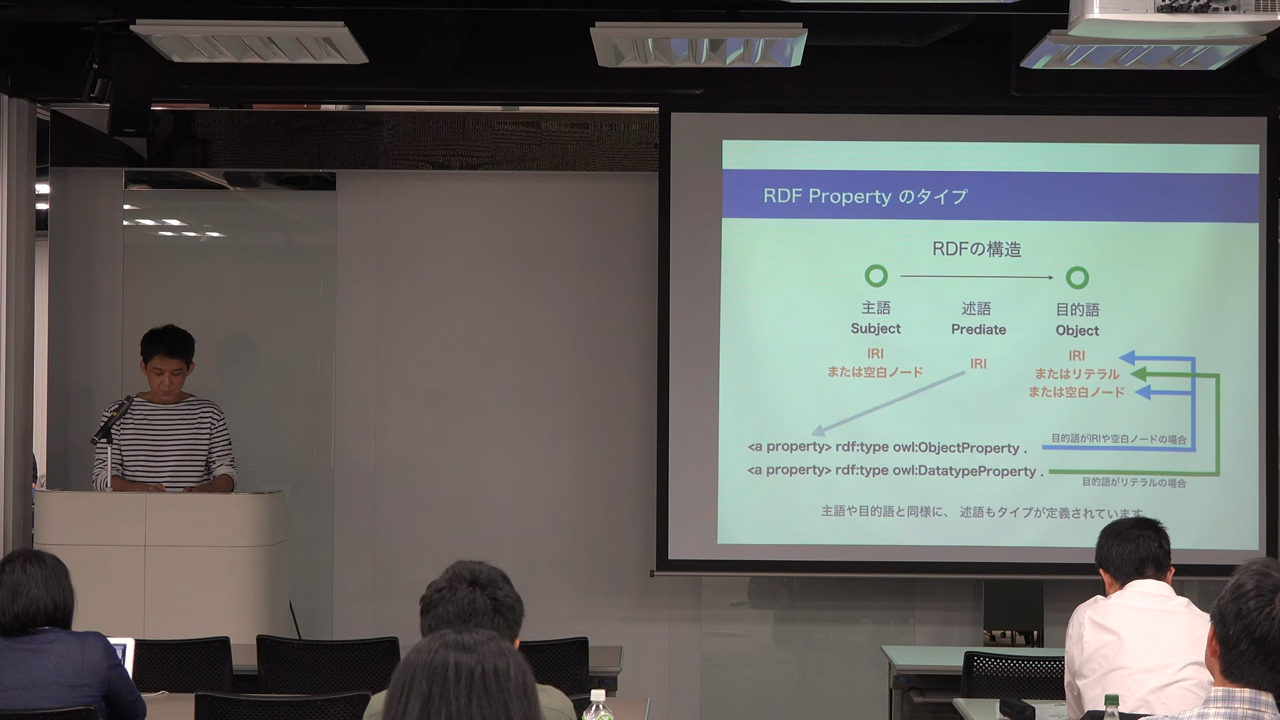 RDF Property のタイプ
RDFの構造
主語 述語 目的語
Subject Prediate Object
IRI IRI IRI
または空白ノード またはリテラル
または空白ノード
<a property> rdf:type owl:ObjectProperty . 目的語がIRIや空白ノードの場合
<a property> rdf:type owl:DatatypeProperty .
目的語がリテラルの場合
主語や目的語と同様に、 述語もタイプが定義されています